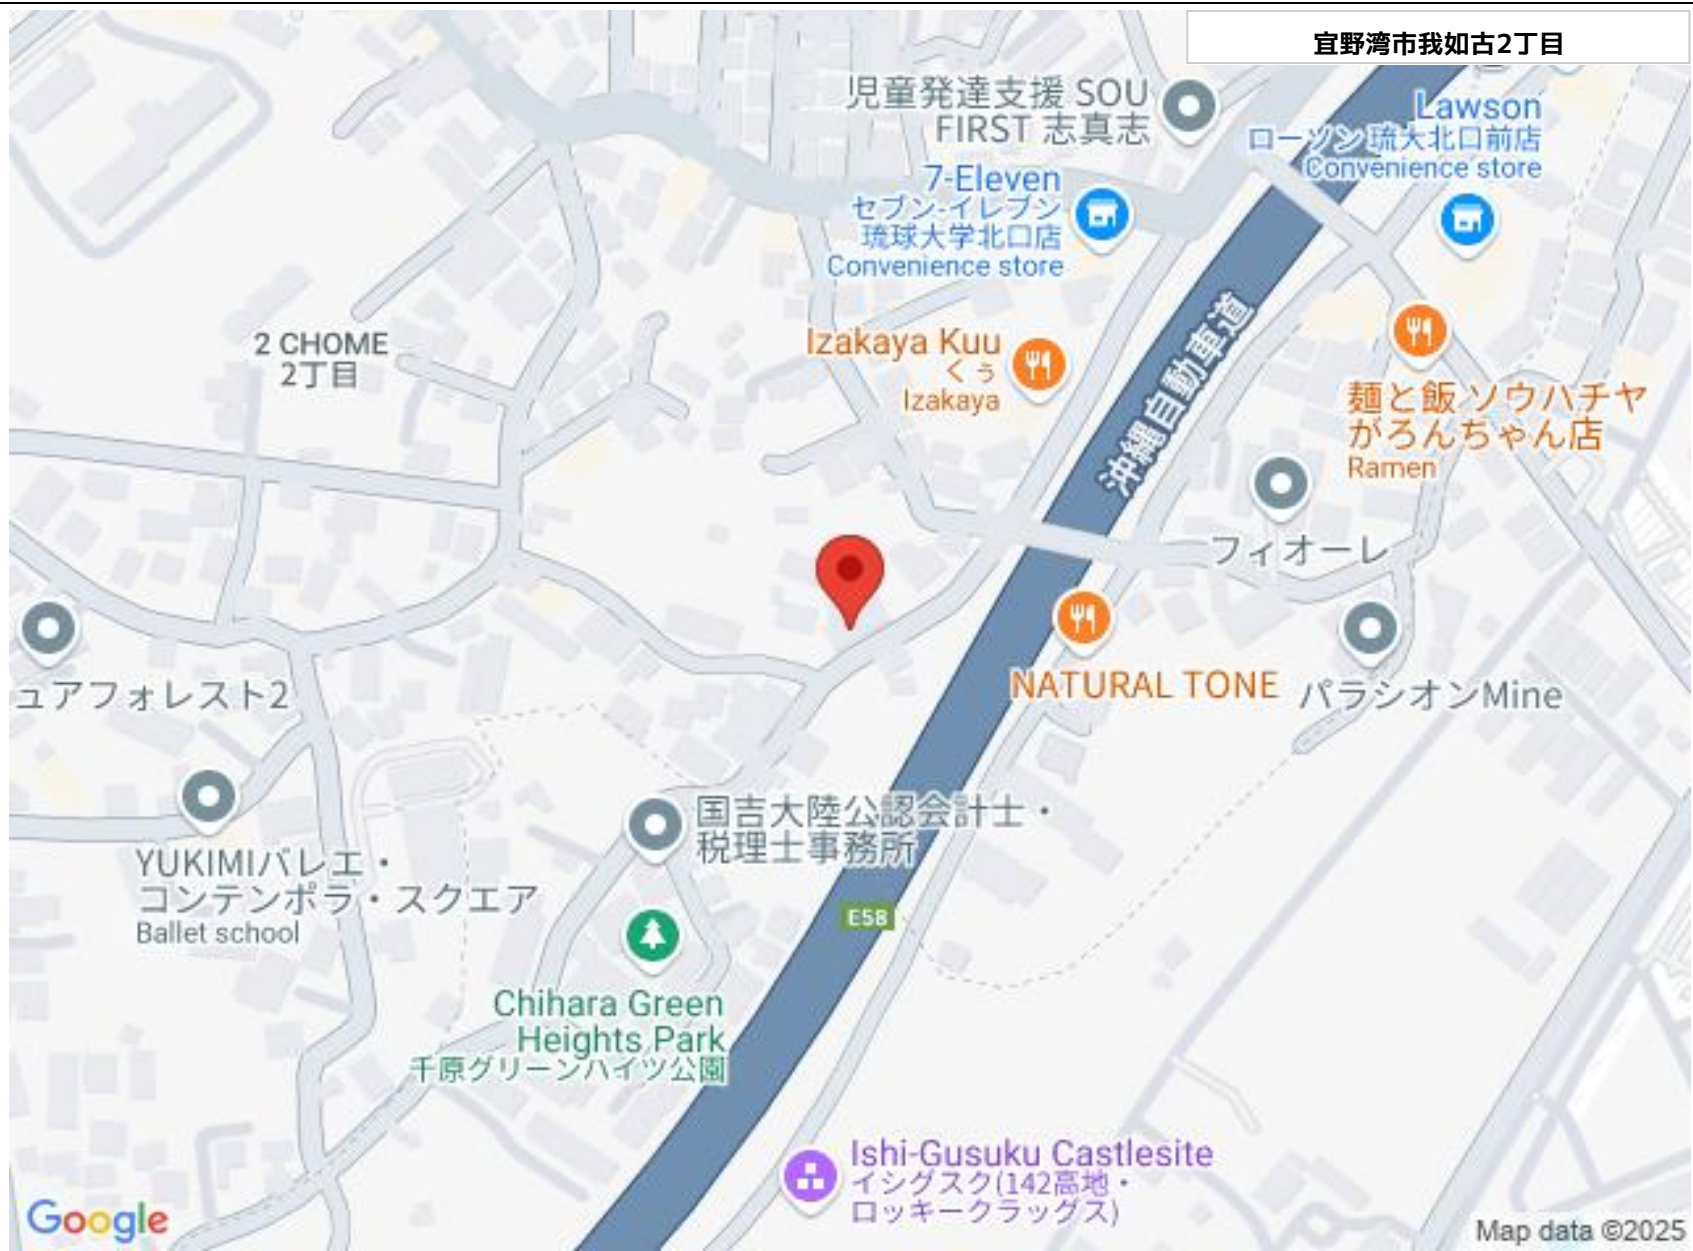 宜野湾市我如古2丁目
児童発達支援 SOU
FIRST 志真志
Lawson
ローソン 琉大北口前店
Convenience store
7-Eleven
セブン-イレブン
琉球大学北口店
Convenience store
沖縄自動車道
2 CHOME
2丁目
Izakaya Kuu
くぅ
Izakaya
麺と飯 ソウハチヤ
がろんちゃん店
Ramen
フィオーレ
NATURAL TONE
パラシオンMine
ュアフォレスト2
国吉大陸公認会計士・
税理士事務所
YUKIMIバレエ・
コンテンポラ・スクエア
Ballet school
E58
Chihara Green
Heights Park
千原グリーンハイツ公園
Ishi-Gusuku Castlesite
イシグスク(142高地・
ロッキークラッグス)
Google
Map data ©2025